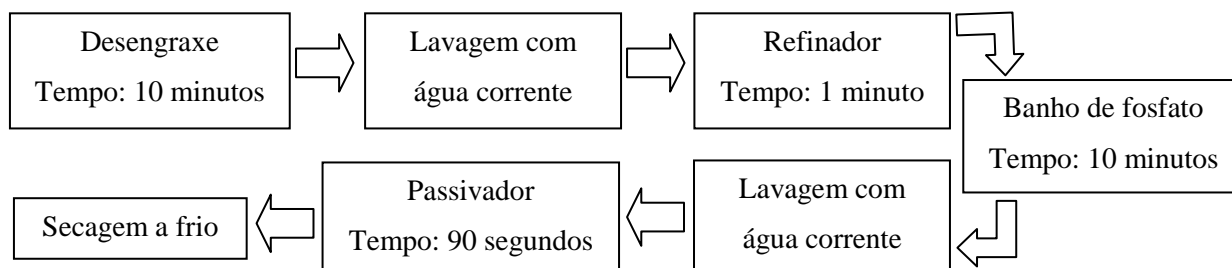 Desengraxe
Tempo: 10 minutos
Lavagem com
água corrente
Refinador
Tempo: 1 minuto
Banho de fosfato
Tempo: 10 minutos
Lavagem com
água corrente
Passivador
Tempo: 90 segundos
Secagem a frio